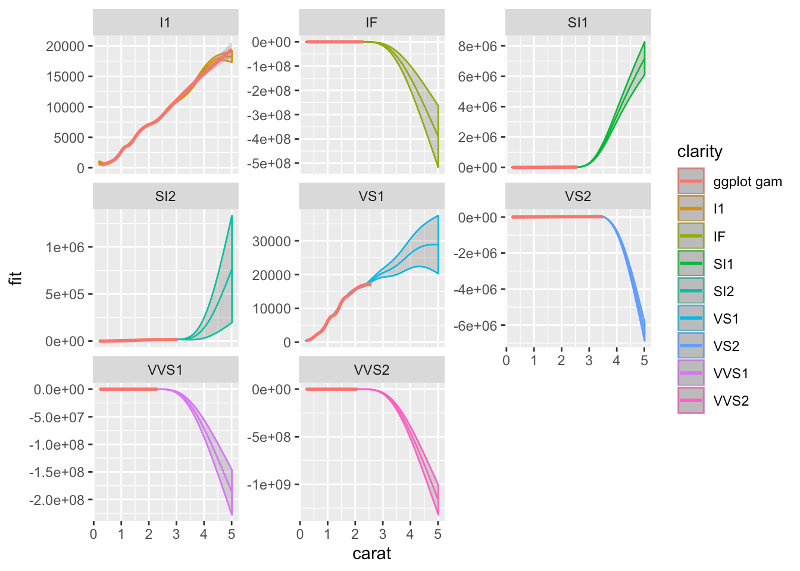 I1 IF SI1
20000
15000
10000
5000
0
0e+00
-1e+08
-2e+08
-3e+08
-4e+08
-5e+08
8e+06
6e+06
4e+06
2e+06
0e+00
SI2 VS1 VS2
1e+06
5e+05
0e+00
30000
20000
10000
0
0e+00
-2e+06
-4e+06
-6e+06
0 1 2 3 4 5
VVS1 VVS2
0.0e+00
-5.0e+07
-1.0e+08
-1.5e+08
-2.0e+08
0e+00
-5e+08
-1e+09
0 1 2 3 4 5
0 1 2 3 4 5
carat
fit
clarity
ggplot gam
I1
IF
SI1
SI2
VS1
VS2
VVS1
VVS2